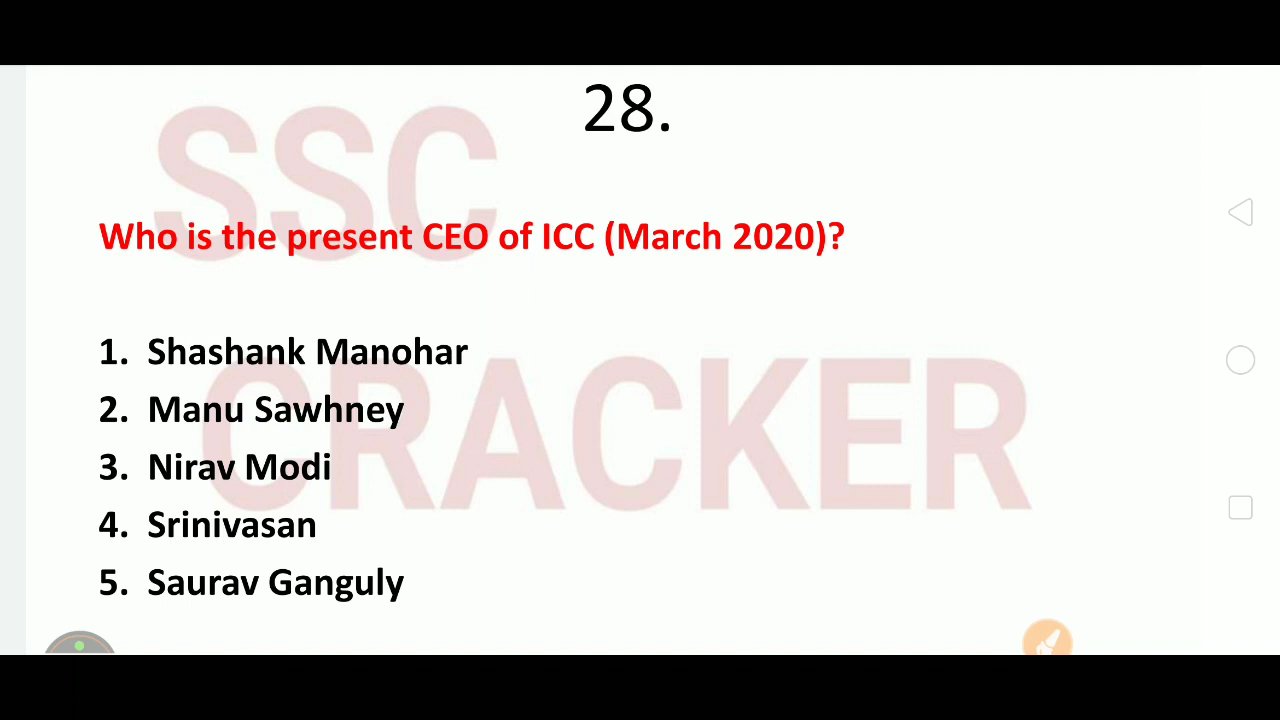 28.
SSC
Who is the present CEO of ICC (March 2020)?
1. Shashank Manohar
CRACKER
2. Manu Sawhney
3. Nirav Modi
4. Srinivasan
5. Saurav Ganguly